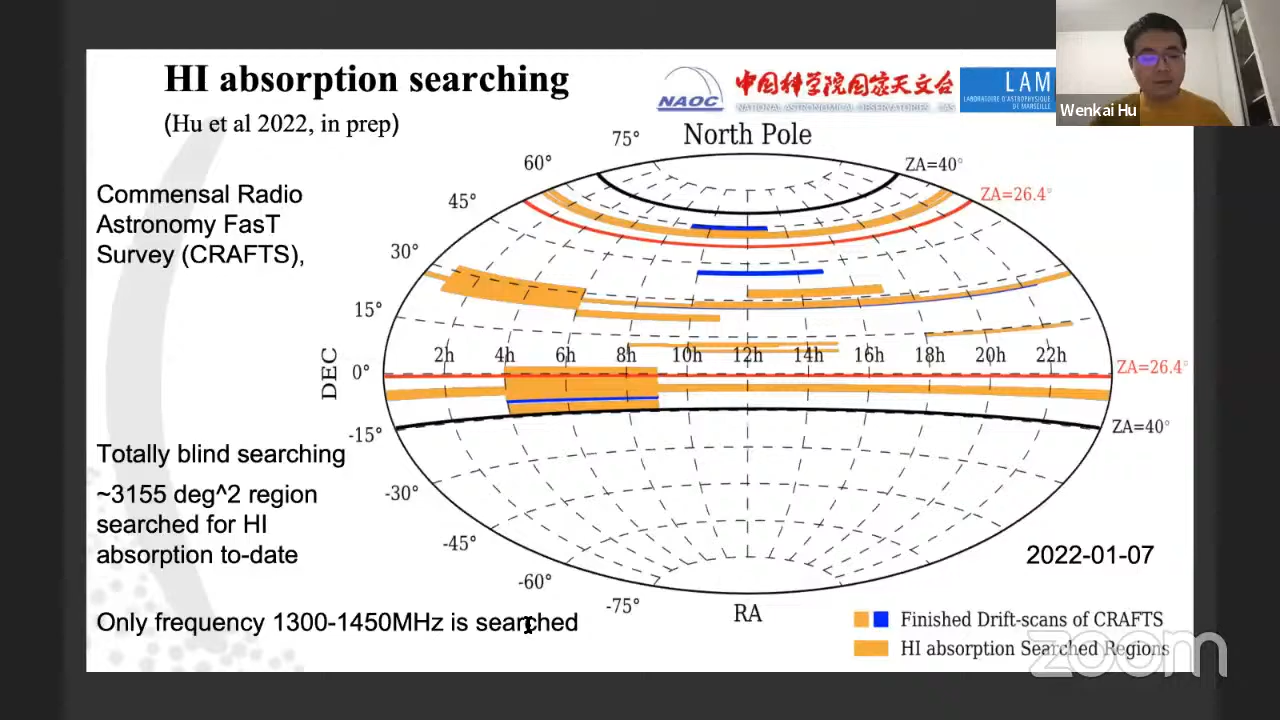 HI absorption searching
(Hu et al 2022, in prep)
NAOC
中国科学院国家天文台
NATIONAL ASTRONOMICAL OBSERVATORIES, CAS
LAM
LABORATOIRE D'ASTROPHYSIQUE
DE MARSEILLE
Wenkai Hu
Commensal Radio
Astronomy FasT
Survey (CRAFTS),
Totally blind searching
~3155 deg^2 region
searched for HI
absorption to-date
Only frequency 1300-1450MHz is searched
North Pole
75°
60°
45°
30°
15°
0°
-15°
-30°
-45°
-60°
-75°
DEC
2h 4h 6h 8h 10h 12h 14h 16h 18h 20h 22h
ZA=40°
ZA=26.4°
ZA=26.4°
ZA=40°
RA
2022-01-07
Finished Drift-scans of CRAFTS
HI absorption Searched Regions
zoom